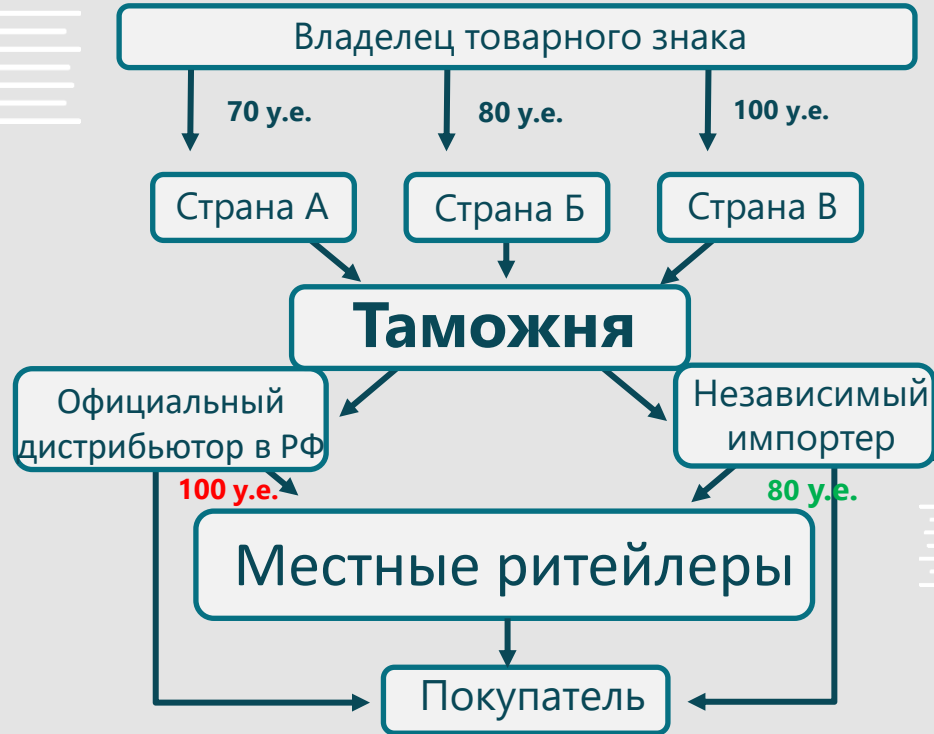 Владелец товарного знака
70 у.е.
80 у.е.
100 у.е.
Страна А
Страна Б
Страна В
Таможня
Официальный
дистрибьютор в РФ
Независимый
импортер
100 у.е.
80 у.е.
Местные ритейлеры
Покупатель